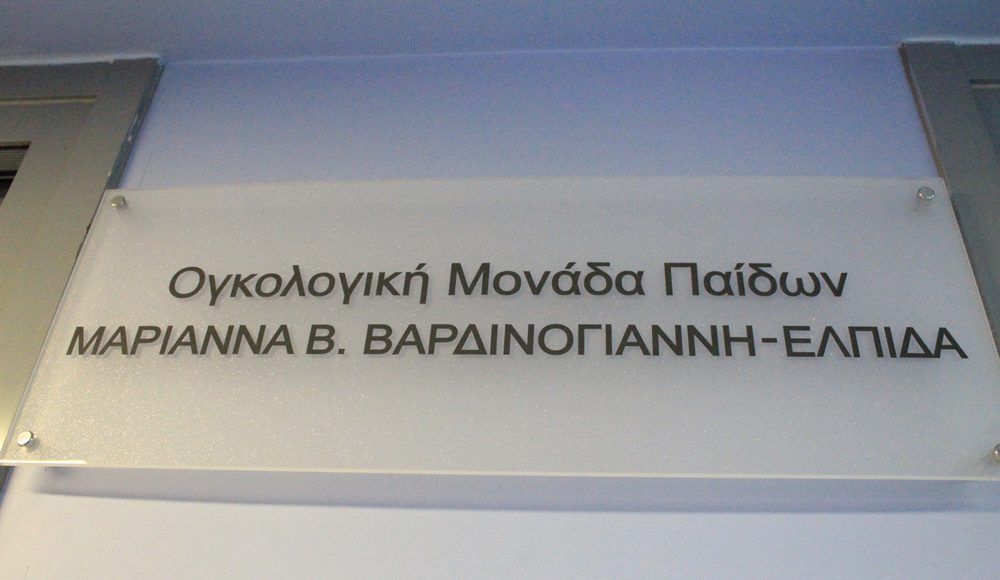 Ογκολογική Μονάδα Παίδων
ΜΑΡΙΑΝΝΑ Β. ΒΑΡΔΙΝΟΓΙΑΝΝΗ-ΕΛΠΙΔΑ